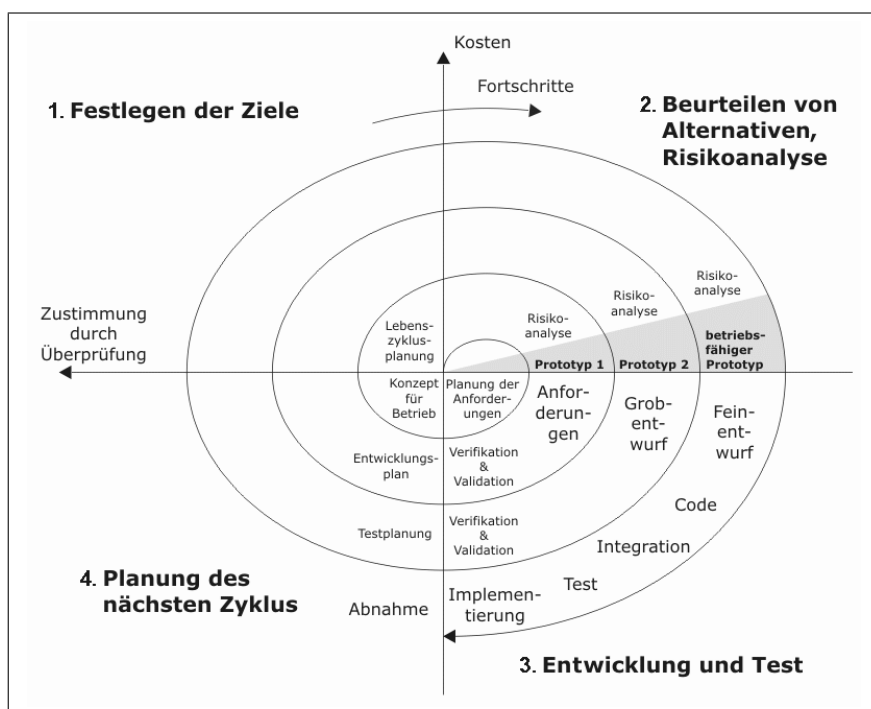 Kosten
Fortschritte
1. Festlegen der Ziele
2. Beurteilen von
Alternativen,
Risikoanalyse
Zustimmung
durch
Überprüfung
Lebens-
zyklus-
planung
Risiko-
analyse
Risiko-
analyse
Risiko-
analyse
Prototyp 1
Prototyp 2
betriebs-
fähiger
Prototyp
Konzept
für
Betrieb
Planung der
Anforder-
ungen
Anfor-
derun-
gen
Grob-
ent-
wurf
Fein-
ent-
wurf
Entwicklungs-
plan
Verifikation
&
Validation
Testplanung
Verifikation
&
Validation
Code
Integration
Test
Implemen-
tierung
Abnahme
4. Planung des
nächsten Zyklus
3. Entwicklung und Test